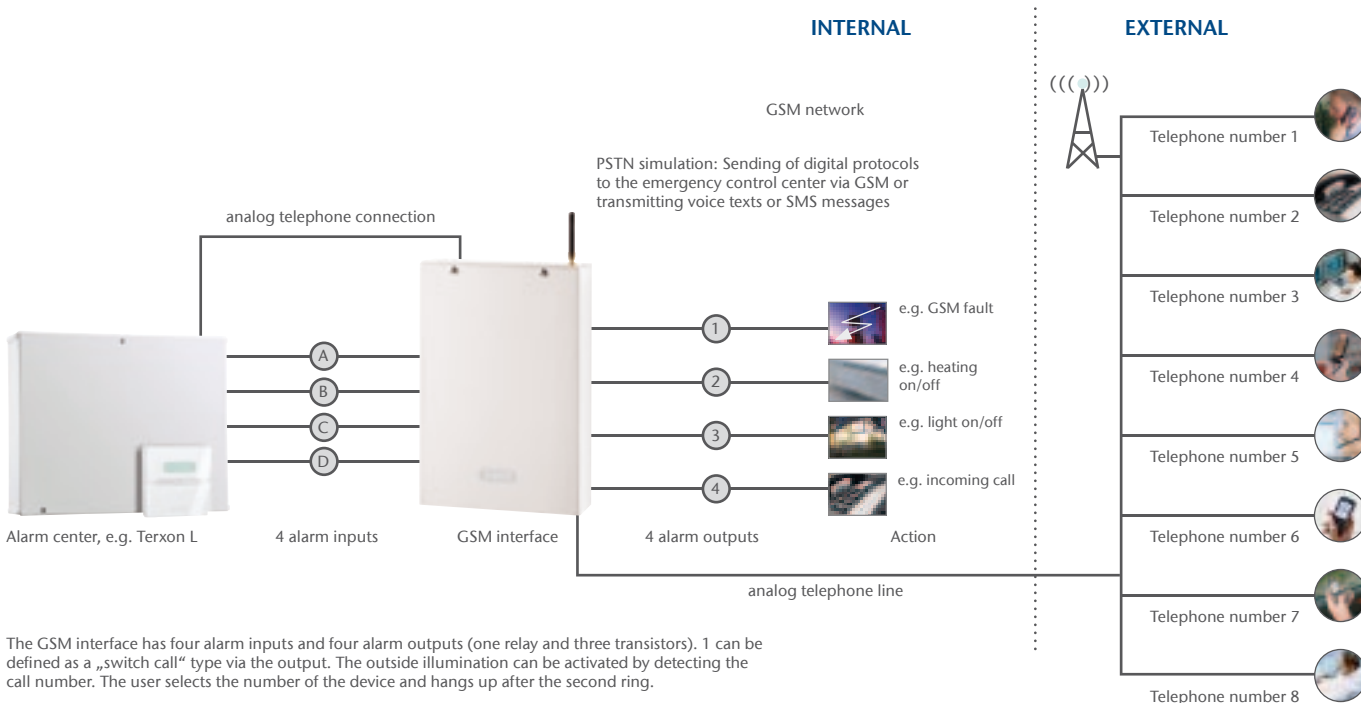 INTERNAL
EXTERNAL
GSM network
PSTN simulation: Sending of digital protocols
to the emergency control center via GSM or
transmitting voice texts or SMS messages
analog telephone connection
A
B
C
D
1
2
3
4
e.g. GSM fault
e.g. heating
on/off
e.g. light on/off
e.g. incoming call
Alarm center, e.g. Terxon L
4 alarm inputs
GSM interface
4 alarm outputs
Action
analog telephone line
Telephone number 1
Telephone number 2
Telephone number 3
Telephone number 4
Telephone number 5
Telephone number 6
Telephone number 7
Telephone number 8
The GSM interface has four alarm inputs and four alarm outputs (one relay and three transistors). 1 can be
defined as a „switch call“ type via the output. The outside illumination can be activated by detecting the
call number. The user selects the number of the device and hangs up after the second ring.